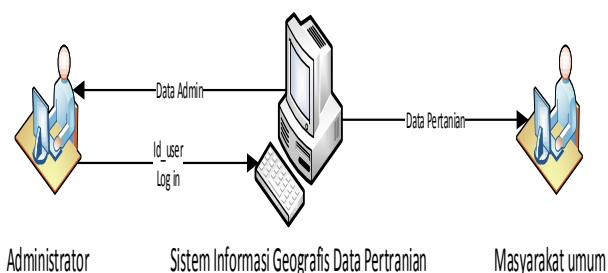 Data Admin
Data Pertanian
Id_user
Log in
Administrator
Sistem Informasi Geografis Data Pertranian
Masyarakat umum